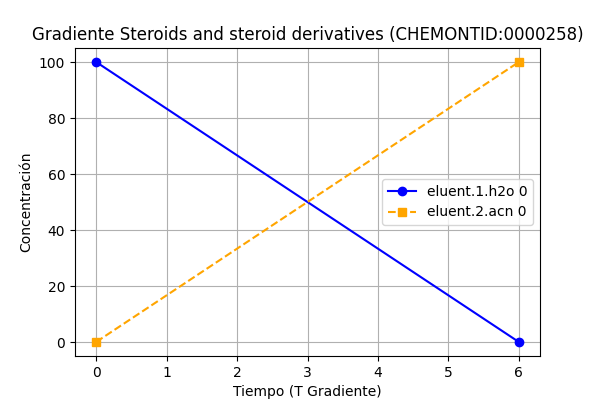 Gradiente Steroids and steroid derivatives (CHEMONTID:0000258)
100
80
60
40
20
0
Concentración
eluent.1.h2o 0
eluent.2.acn 0
0 1 2 3 4 5 6
Tiempo (T Gradiente)